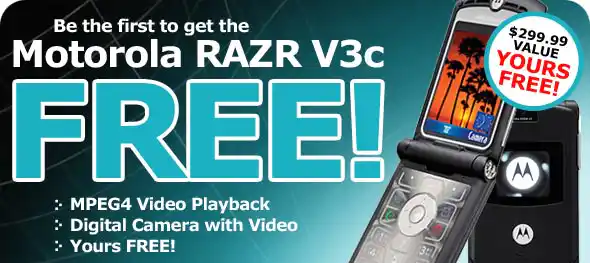 Be the first to get the
Motorola RAZR V3c
FREE!
$299.99
VALUE
YOURS
FREE!
:· MPEG4 Video Playback
:· Digital Camera with Video
:· Yours FREE!
Camera